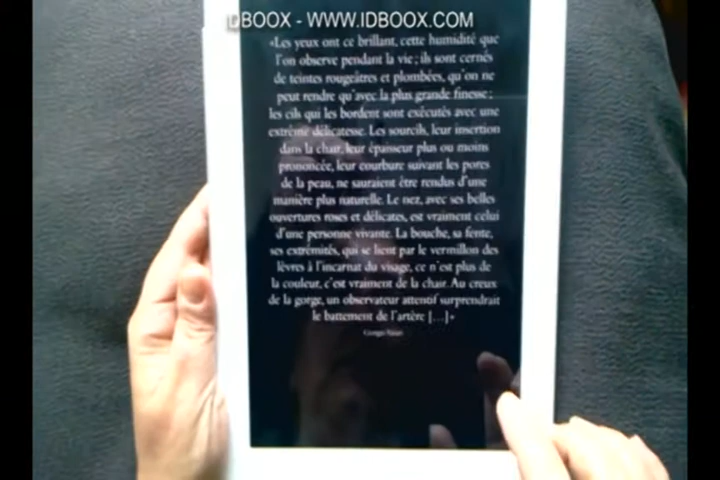 IDBOOX - WWW.IDBOOX.COM
«Les yeux ont ce brillant, cette humidité que
l'on observe pendant la vie ; ils sont cernés
de teintes rougeâtres et plombées, qu'on ne
peut rendre qu'avec la plus grande finesse ;
les cils qui les bordent sont exécutés avec une
extrême délicatesse. Les sourcils, leur insertion
dans la chair, leur épaisseur plus ou moins
prononcée, leur courbure suivant les pores
de la peau, ne sauraient être rendus d'une
manière plus naturelle. Le nez, avec ses belles
ouvertures roses et délicates, est vraiment celui
d'une personne vivante. La bouche, sa fente,
ses extrémités, qui se lient par le vermillon des
lèvres à l'incarnat du visage, ce n'est plus de
la couleur, c'est vraiment de la chair. Au creux
de la gorge, un observateur attentif surprendrait
le battement de l'artère [...]»